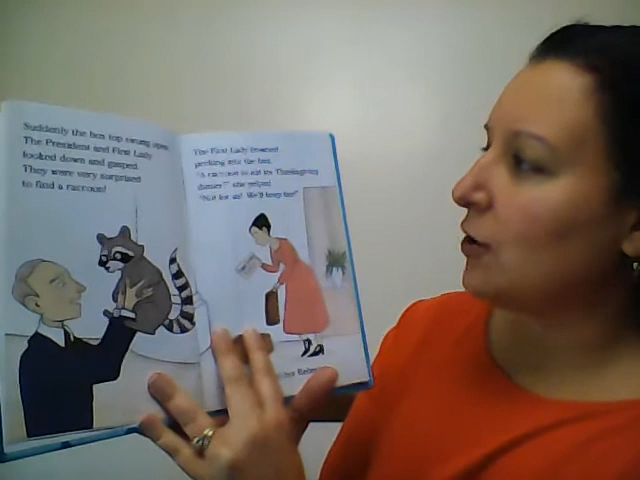 Suddenly the box top swung open
The President and First Lady
looked down and gasped.
They were very surprised
to find a raccoon!
The First Lady frowned
peeking into the box.
"A raccoon to eat for Thanksgiving
dinner?" she yelped
"Not for us! We'll keep her!"